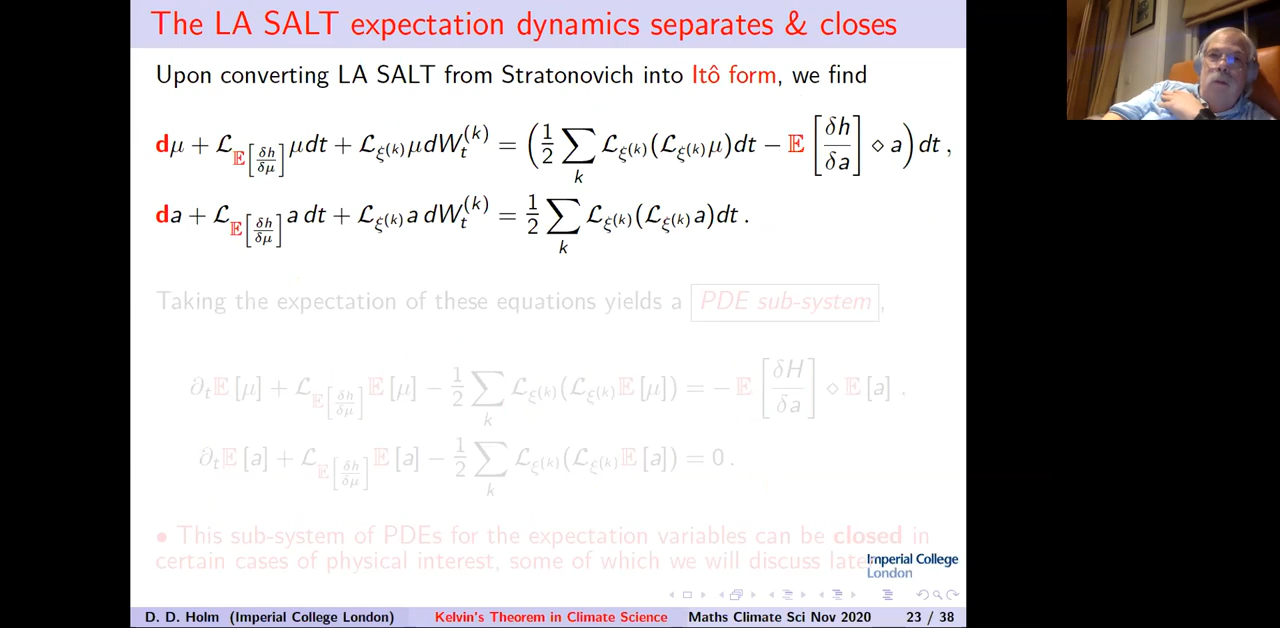 The LA SALT expectation dynamics separates & closes
Upon converting LA SALT from Stratonovich into Itô form, we find
dμ + ℒ_{𝔼[δh/δμ]} μdt + ℒ_{ξ^{(k)}} μdW_t^{(k)} = (½ ∑_k ℒ_{ξ^{(k)}}(ℒ_{ξ^{(k)}}μ)dt − 𝔼[δh/δa] ⋄ a)dt ,
da + ℒ_{𝔼[δh/δμ]} a dt + ℒ_{ξ^{(k)}} a dW_t^{(k)} = ½ ∑_k ℒ_{ξ^{(k)}}(ℒ_{ξ^{(k)}}a)dt .
Taking the expectation of these equations yields a PDE sub-system ,
∂_t𝔼[μ] + ℒ_{𝔼[δh/δμ]} 𝔼[μ] − ½ ∑_k ℒ_{ξ^{(k)}}(ℒ_{ξ^{(k)}}𝔼[μ]) = −𝔼[δH/δa] ⋄ 𝔼[a] .
∂_t𝔼[a] + ℒ_{𝔼[δh/δμ]} 𝔼[a] − ½ ∑_k ℒ_{ξ^{(k)}}(ℒ_{ξ^{(k)}}𝔼[a]) = 0 .
• This sub-system of PDEs for the expectation variables can be closed in
certain cases of physical interest, some of which we will discuss late
Imperial College
London
D. D. Holm (Imperial College London) Kelvin's Theorem in Climate Science Maths Climate Sci Nov 2020 23 / 38